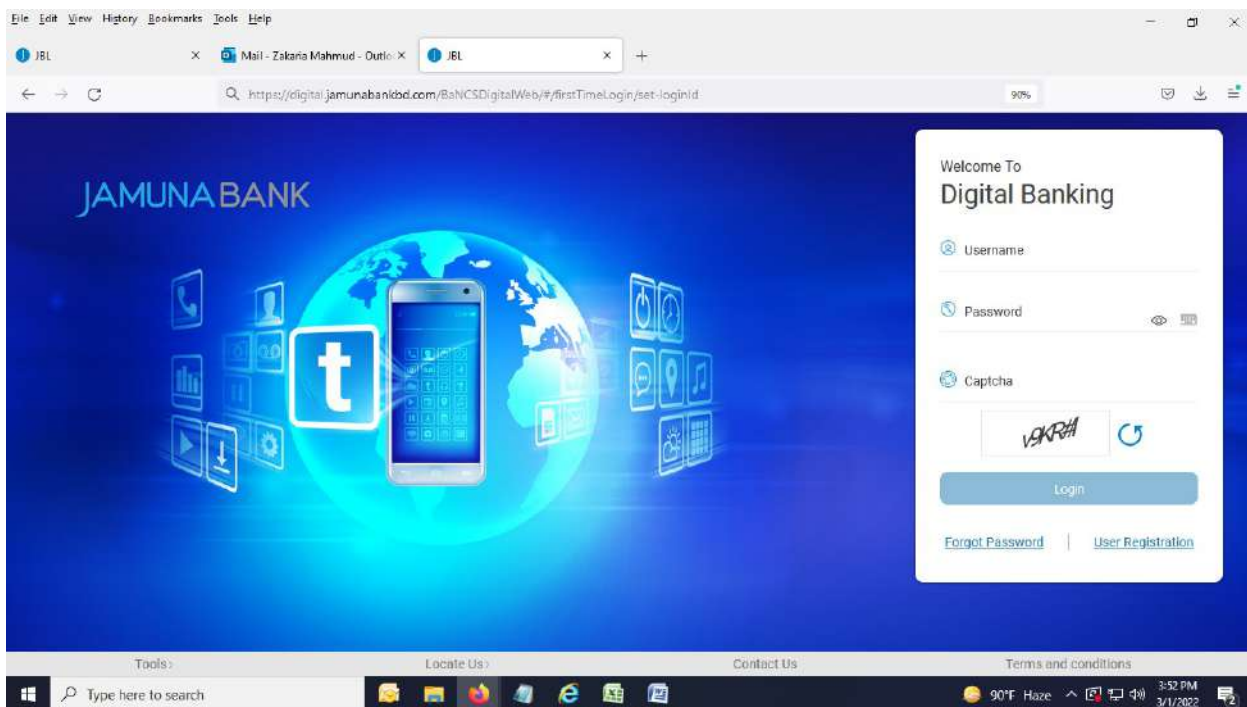 File Edit View History Bookmarks Tools Help
JBL
Mail - Zakaria Mahmud - Outlo
JBL
https://digital.jamunabankbd.com/BaNCSDigitalWeb/#/firstTimeLogin/set-loginId
90%
JAMUNA BANK
t
Welcome To
Digital Banking
Username
Password
Captcha
Login
Forgot Password
User Registration
Tools
Locate Us
Contact Us
Terms and conditions
Type here to search
90°F Haze
3:52 PM
3/1/2022
2